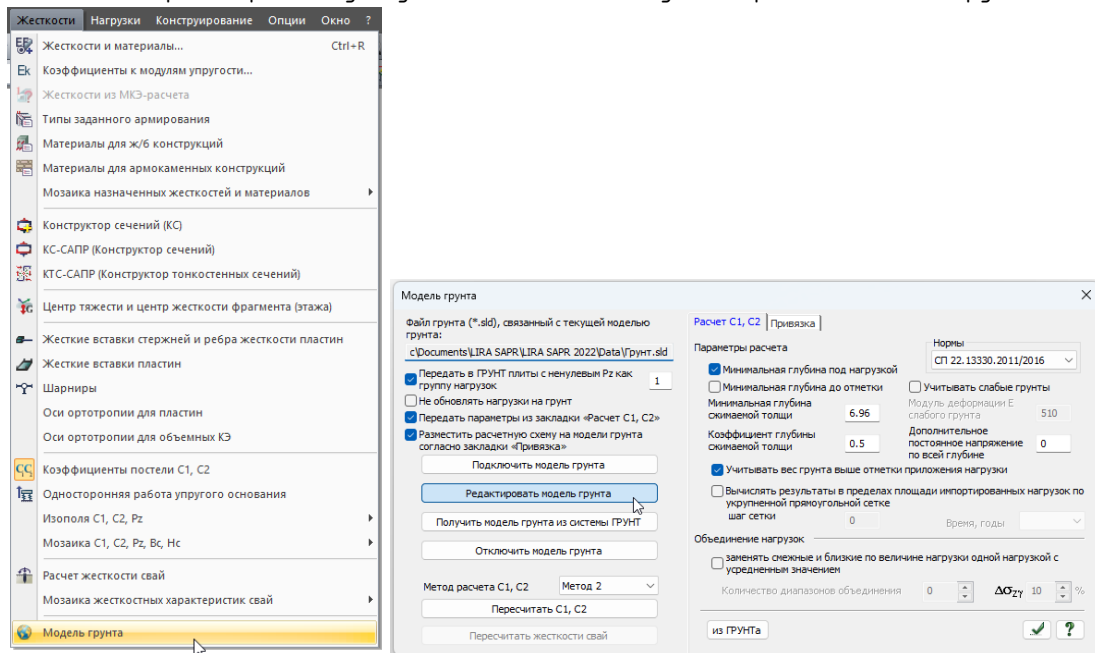 Жесткости Нагрузки Конструирование Опции Окно ?
Жесткости и материалы... Ctrl+R
Коэффициенты к модулям упругости...
Жесткости из МКЭ-расчета
Типы заданного армирования
Материалы для ж/б конструкций
Материалы для армокаменных конструкций
Мозаика назначенных жесткостей и материалов
Конструктор сечений (КС)
КС-САПР (Конструктор сечений)
КТС-САПР (Конструктор тонкостенных сечений)
Центр тяжести и центр жесткости фрагмента (этажа)
Жесткие вставки стержней и ребра жесткости пластин
Жесткие вставки пластин
Шарниры
Оси ортотропии для пластин
Оси ортотропии для объемных КЭ
Коэффициенты постели С1, С2
Односторонняя работа упругого основания
Изополя С1, С2, Pz
Мозаика С1, С2, Pz, Bc, Hc
Расчет жесткости свай
Мозаика жесткостных характеристик свай
Модель грунта
Модель грунта
Файл грунта (*.sld), связанный с текущей моделью
грунта:
c\Documents\LIRA SAPR\LIRA SAPR 2022\Data\Грунт.sld
Передать в ГРУНТ плиты с ненулевым Pz как
группу нагрузок 1
Не обновлять нагрузки на грунт
Передать параметры из закладки «Расчет С1, С2»
Разместить расчетную схему на модели грунта
согласно закладки «Привязка»
Подключить модель грунта
Редактировать модель грунта
Получить модель грунта из системы ГРУНТ
Отключить модель грунта
Метод расчета С1, С2 Метод 2
Пересчитать С1, С2
Пересчитать жесткости свай
Расчет С1, С2 Привязка
Параметры расчета
Нормы
СП 22.13330.2011/2016
Минимальная глубина под нагрузкой
Минимальная глубина до отметки
Учитывать слабые грунты
Минимальная глубина
сжимаемой толщи 6.96
Модуль деформации Е
слабого грунта 510
Коэффициент глубины
сжимаемой толщи 0.5
Дополнительное
постоянное напряжение
по всей глубине 0
Учитывать вес грунта выше отметки приложения нагрузки
Вычислять результаты в пределах площади импортированных нагрузок по
укрупненной прямоугольной сетке
шаг сетки 0 Время, годы
Объединение нагрузок
заменять смежные и близкие по величине нагрузки одной нагрузкой с
усредненным значением
Количество диапазонов объединения 0 Δσzγ 10 %
из ГРУНТа ?